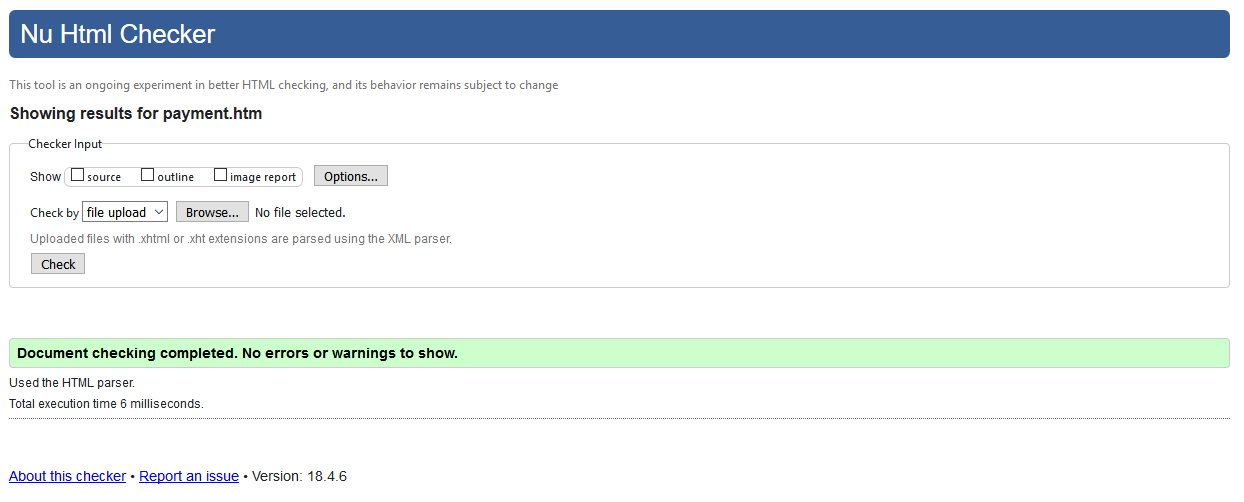 Nu Html Checker
This tool is an ongoing experiment in better HTML checking, and its behavior remains subject to change
Showing results for payment.htm
Checker Input
Show source outline image report Options...
Check by file upload Browse... No file selected.
Uploaded files with .xhtml or .xht extensions are parsed using the XML parser.
Check
Document checking completed. No errors or warnings to show.
Used the HTML parser.
Total execution time 6 milliseconds.
About this checker • Report an issue • Version: 18.4.6